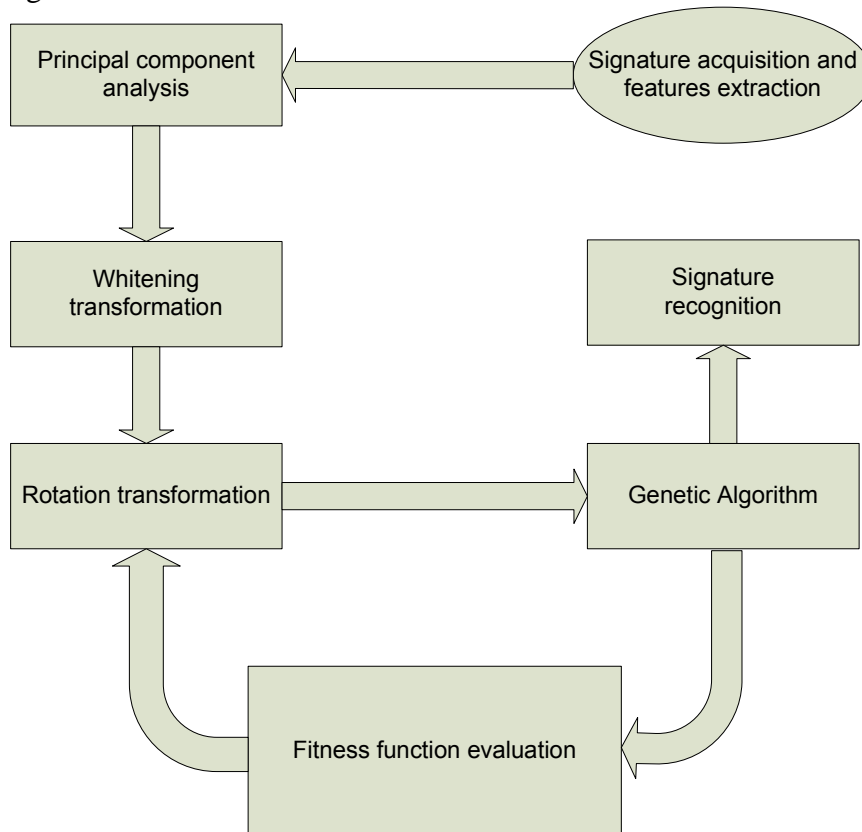 Principal component
analysis
Signature acquisition and
features extraction
Whitening
transformation
Signature
recognition
Rotation transformation
Genetic Algorithm
Fitness function evaluation